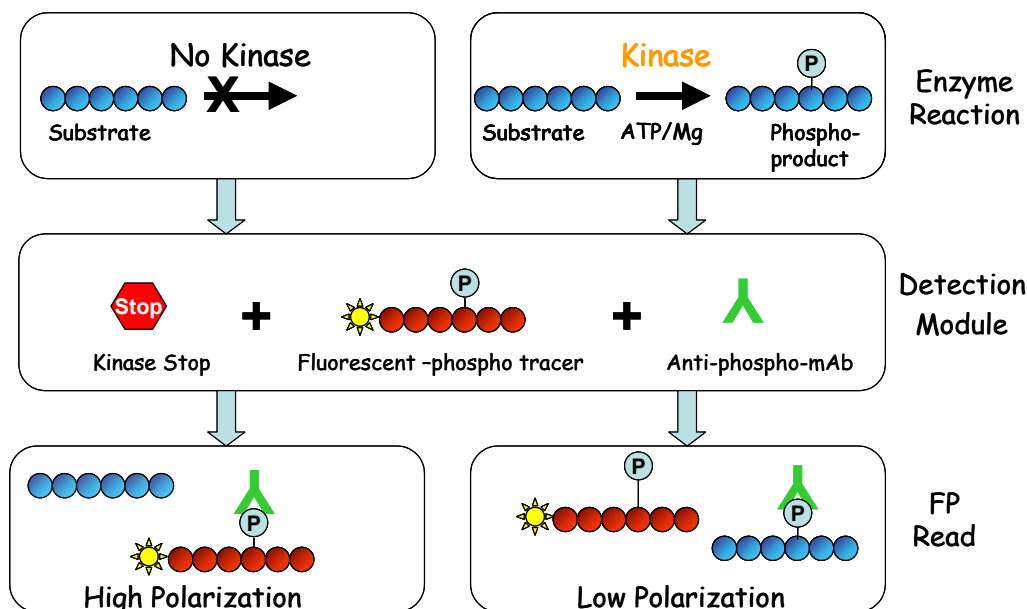 No Kinase
X
Substrate
Kinase
P
Substrate
ATP/Mg
Phospho-
product
Enzyme
Reaction
Stop
+
P
+
Kinase Stop
Fluorescent –phospho tracer
Anti-phospho-mAb
Detection
Module
P
High Polarization
P
P
Low Polarization
FP
Read